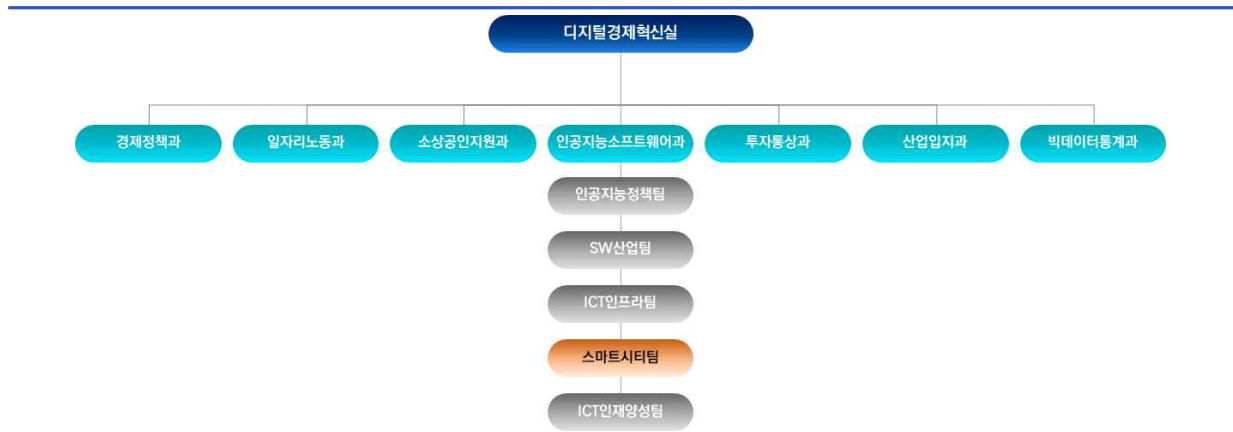 디지털경제혁신실
경제정책과 일자리노동과 소상공인지원과 인공지능소프트웨어과 투자통상과 산업입지과 빅데이터통계과
인공지능정책팀
SW산업팀
ICT인프라팀
스마트시티팀
ICT인재양성팀